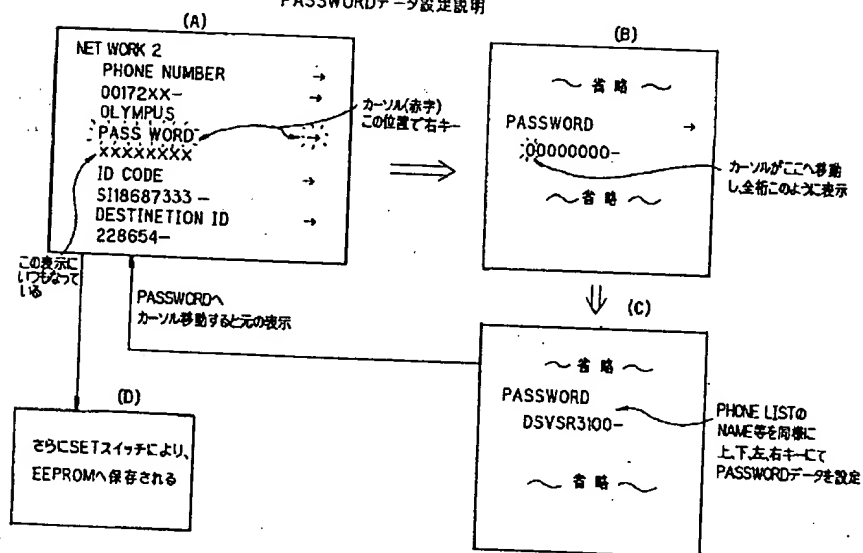 PASSWORDデータ設定説明
(A)
NET WORK 2
PHONE NUMBER →
00172XX- →
OLYMPUS
PASS WORD →
XXXXXXXX
ID CODE →
SI18687333-
DESTINETION ID →
228654-
カーソル(赤字)
この位置で右キー
この表示に
いつもなって
いる
(B)
〜 省略 〜
PASSWORD →
00000000-
〜 省略 〜
カーソルがここへ移動
し、全桁このように表示
PASSWORDへ
カーソル移動すると元の表示
(C)
〜 省略 〜
PASSWORD
DSVSR3100-
〜 省略 〜
PHONE LISTの
NAME等を同様に
上、下、左、右キーにて
PASSWORDデータを設定
(D)
さらにSETスイッチにより、
EEPROMへ保存される